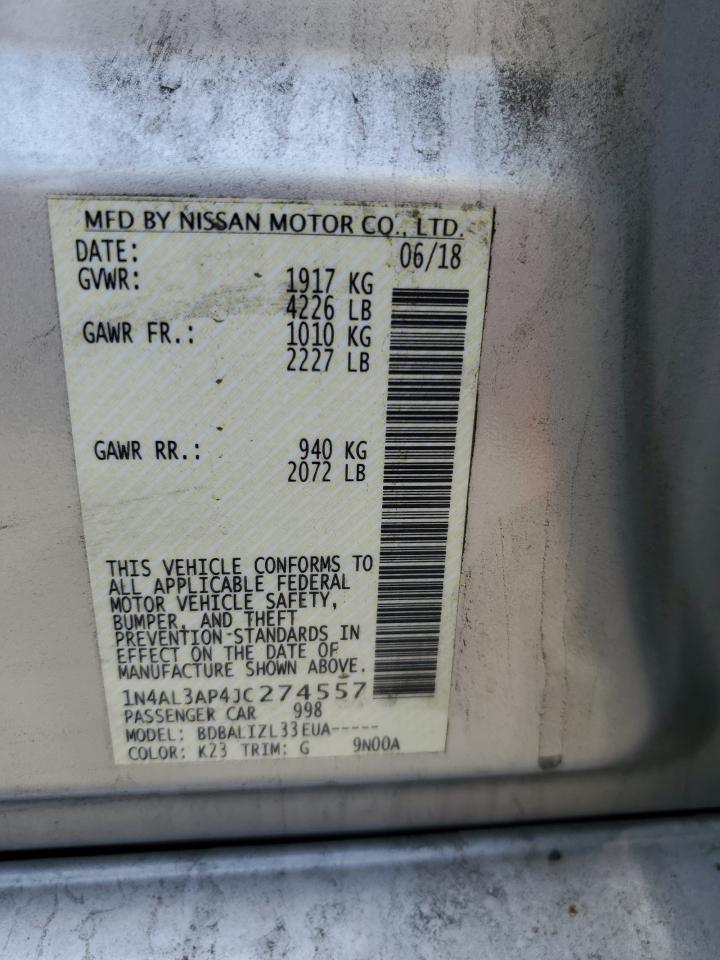 MFD BY NISSAN MOTOR CO., LTD.
DATE: 06/18
GVWR: 1917 KG
4226 LB
GAWR FR.: 1010 KG
2227 LB
GAWR RR.: 940 KG
2072 LB
THIS VEHICLE CONFORMS TO
ALL APPLICABLE FEDERAL
MOTOR VEHICLE SAFETY,
BUMPER, AND THEFT
PREVENTION STANDARDS IN
EFFECT ON THE DATE OF
MANUFACTURE SHOWN ABOVE.
1N4AL3AP4JC274557
PASSENGER CAR 998
MODEL: BDBALIZL33EUA-----
COLOR: K23 TRIM: G 9N00A